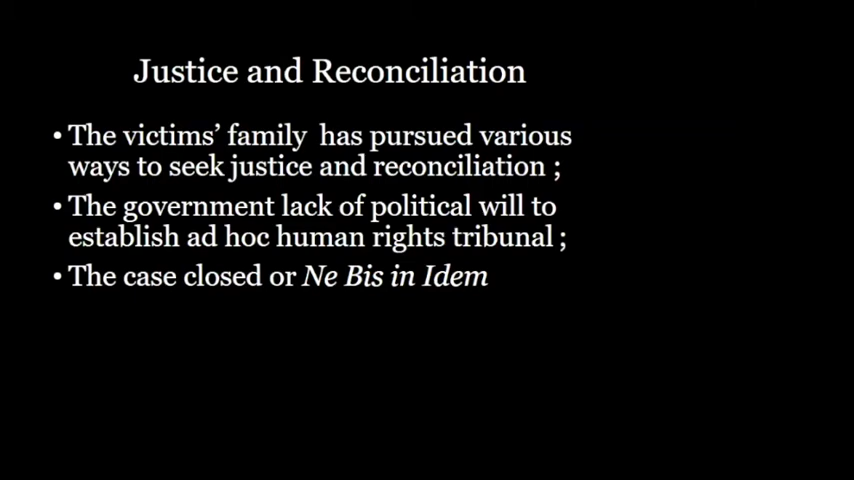 Justice and Reconciliation
• The victims’ family has pursued various
ways to seek justice and reconciliation ;
• The government lack of political will to
establish ad hoc human rights tribunal ;
• The case closed or Ne Bis in Idem